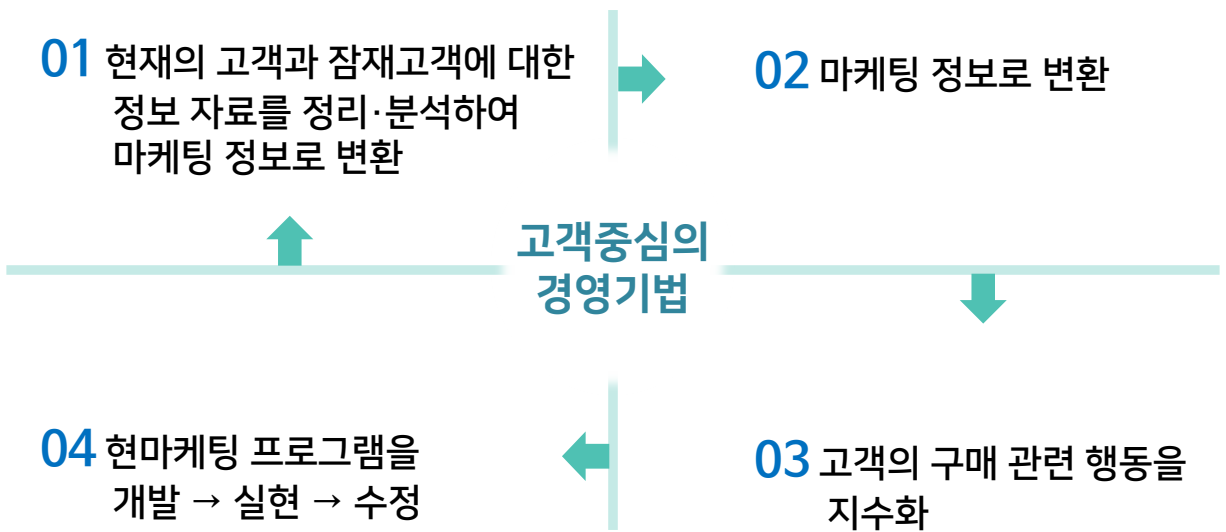 01 현재의 고객과 잠재고객에 대한
정보 자료를 정리·분석하여
마케팅 정보로 변환
02 마케팅 정보로 변환
고객중심의
경영기법
03 고객의 구매 관련 행동을
지수화
04 현마케팅 프로그램을
개발 → 실현 → 수정